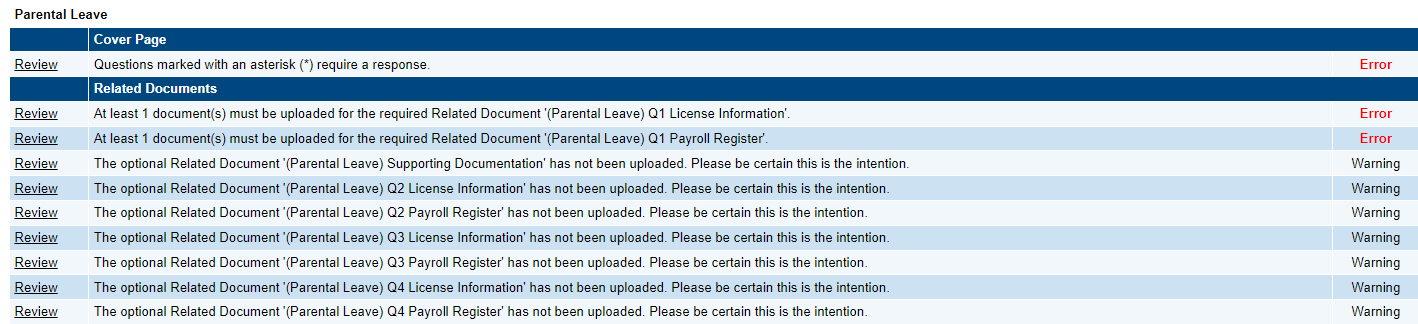 Parental Leave
Cover Page
Review Questions marked with an asterisk (*) require a response. Error
Related Documents
Review At least 1 document(s) must be uploaded for the required Related Document '(Parental Leave) Q1 License Information'. Error
Review At least 1 document(s) must be uploaded for the required Related Document '(Parental Leave) Q1 Payroll Register'. Error
Review The optional Related Document '(Parental Leave) Supporting Documentation' has not been uploaded. Please be certain this is the intention. Warning
Review The optional Related Document '(Parental Leave) Q2 License Information' has not been uploaded. Please be certain this is the intention. Warning
Review The optional Related Document '(Parental Leave) Q2 Payroll Register' has not been uploaded. Please be certain this is the intention. Warning
Review The optional Related Document '(Parental Leave) Q3 License Information' has not been uploaded. Please be certain this is the intention. Warning
Review The optional Related Document '(Parental Leave) Q3 Payroll Register' has not been uploaded. Please be certain this is the intention. Warning
Review The optional Related Document '(Parental Leave) Q4 License Information' has not been uploaded. Please be certain this is the intention. Warning
Review The optional Related Document '(Parental Leave) Q4 Payroll Register' has not been uploaded. Please be certain this is the intention. Warning